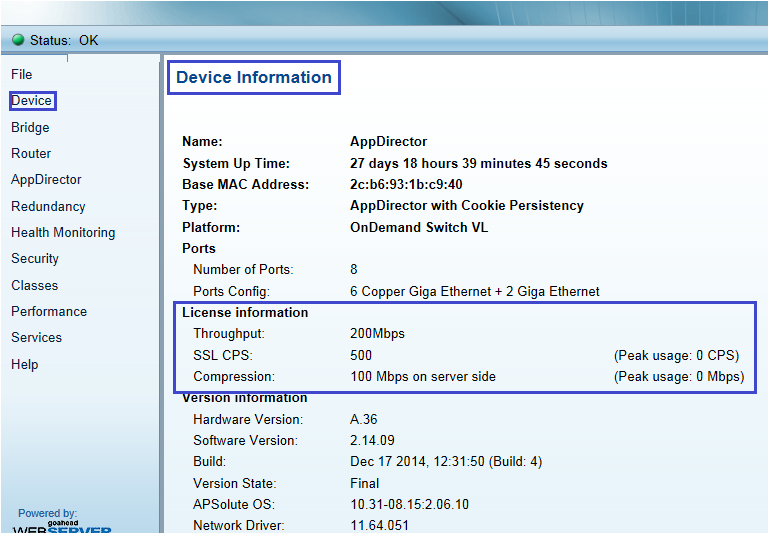 Status: OK
File
Device
Bridge
Router
AppDirector
Redundancy
Health Monitoring
Security
Classes
Performance
Services
Help
Powered by:
goahead
WEBSERVER
Device Information
Name: AppDirector
System Up Time: 27 days 18 hours 39 minutes 45 seconds
Base MAC Address: 2c:b6:93:1b:c9:40
Type: AppDirector with Cookie Persistency
Platform: OnDemand Switch VL
Ports
Number of Ports: 8
Ports Config: 6 Copper Giga Ethernet + 2 Giga Ethernet
License information
Throughput: 200Mbps
SSL CPS: 500 (Peak usage: 0 CPS)
Compression: 100 Mbps on server side (Peak usage: 0 Mbps)
Version information
Hardware Version: A.36
Software Version: 2.14.09
Build: Dec 17 2014, 12:31:50 (Build: 4)
Version State: Final
APSolute OS: 10.31-08.15:2.06.10
Network Driver: 11.64.051